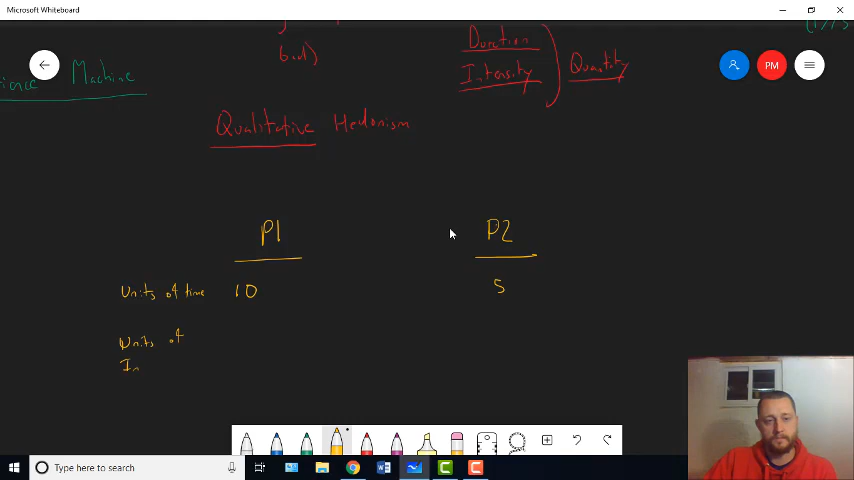 Microsoft Whiteboard
bad)
Duration
Intensity
Quantity
PM
Machine
Qualitative Hedonism
P1 P2
Units of time 10 5
Units of
In
Type here to search